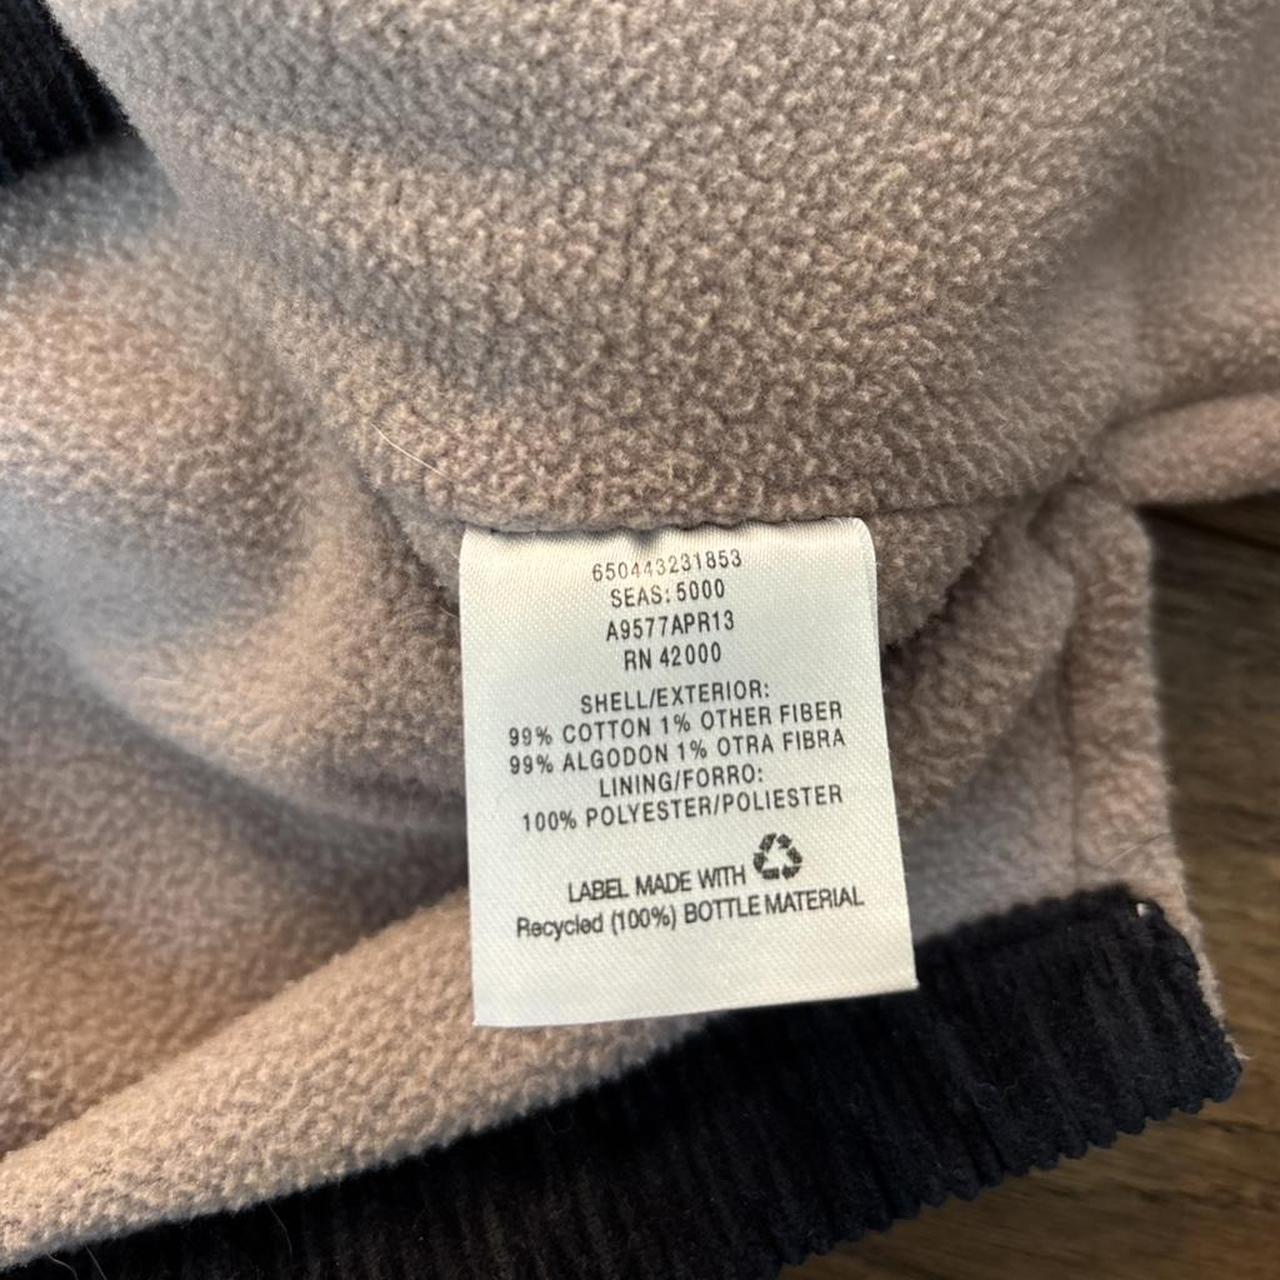 650443231853
SEAS: 5000
A9577APR13
RN 42000
SHELL/EXTERIOR:
99% COTTON 1% OTHER FIBER
99% ALGODON 1% OTRA FIBRA
LINING/FORRO:
100% POLYESTER/POLIESTER
LABEL MADE WITH
Recycled (100%) BOTTLE MATERIAL